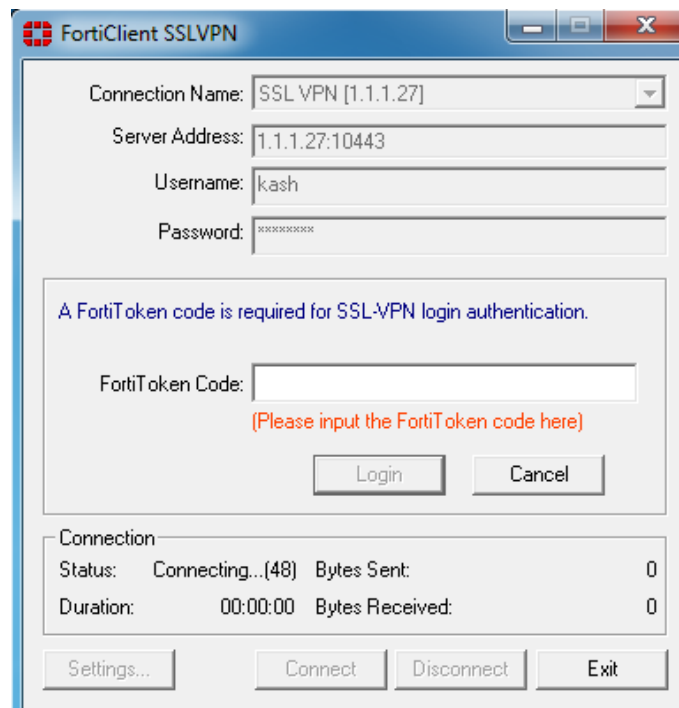 FortiClient SSLVPN
Connection Name: SSL VPN [1.1.1.27]
Server Address: 1.1.1.27:10443
Username: kash
Password: ********
A FortiToken code is required for SSL-VPN login authentication.
FortiToken Code:
(Please input the FortiToken code here)
Login Cancel
Connection
Status: Connecting...(48) Bytes Sent: 0
Duration: 00:00:00 Bytes Received: 0
Settings... Connect Disconnect Exit